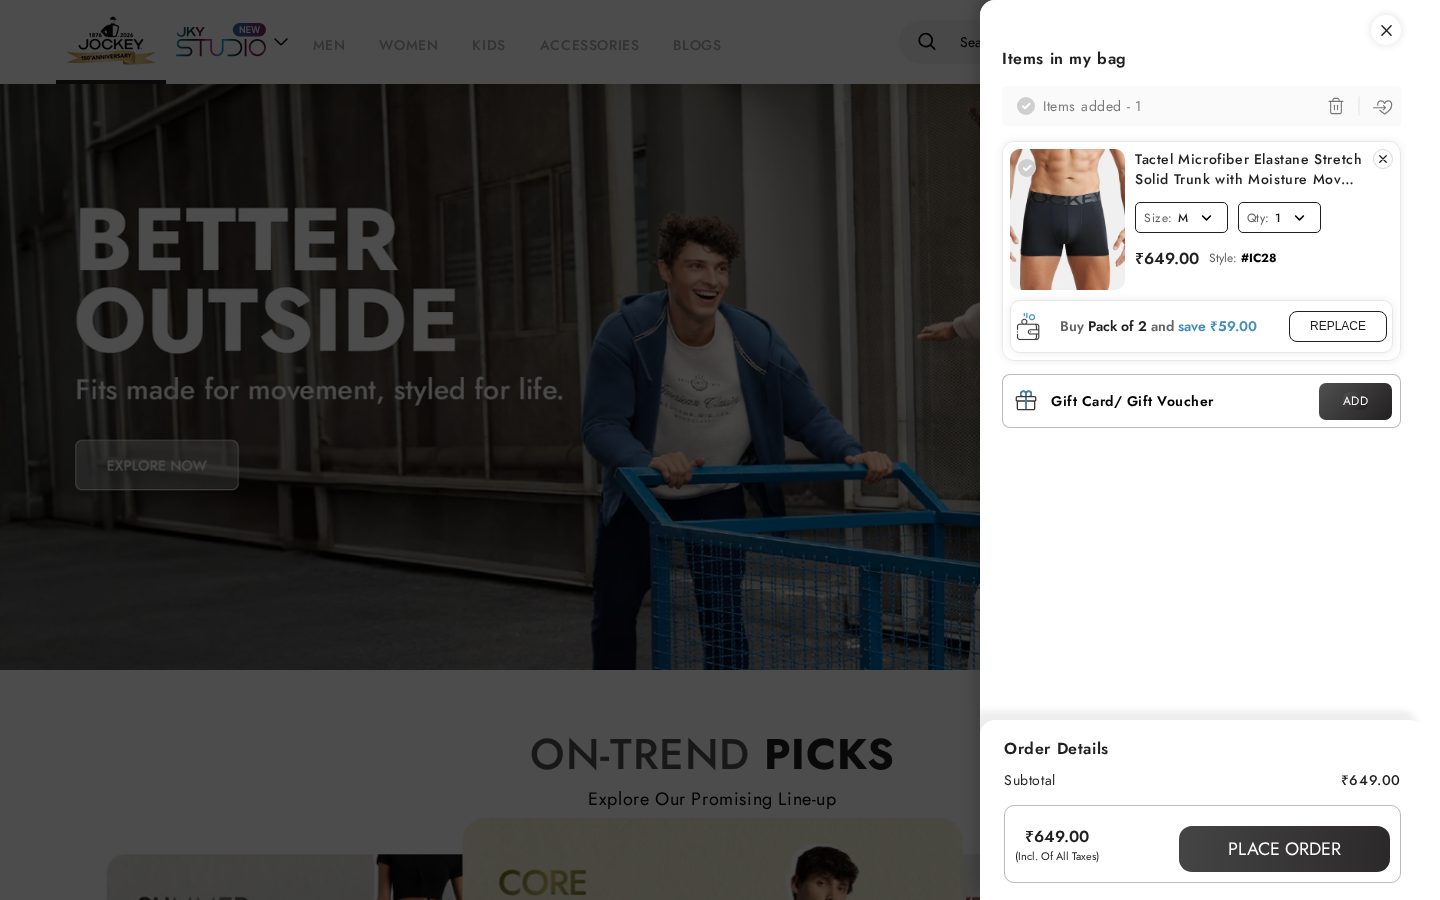 1876 2026
JOCKEY
150th ANNIVERSARY
JKY
STUDIO
NEW
MEN
WOMEN
KIDS
ACCESSORIES
BLOGS
BETTER
OUTSIDE
Fits made for movement, styled for life.
EXPLORE NOW
American Classics
ON-TREND PICKS
Explore Our Promising Line-up
CORE
Items in my bag
Items added - 1
Tactel Microfiber Elastane Stretch
Solid Trunk with Moisture Mov...
Size: M
Qty: 1
₹649.00 Style: #IC28
Buy Pack of 2 and save ₹59.00
REPLACE
Gift Card/ Gift Voucher
ADD
Order Details
Subtotal ₹649.00
₹649.00
(Incl. Of All Taxes)
PLACE ORDER